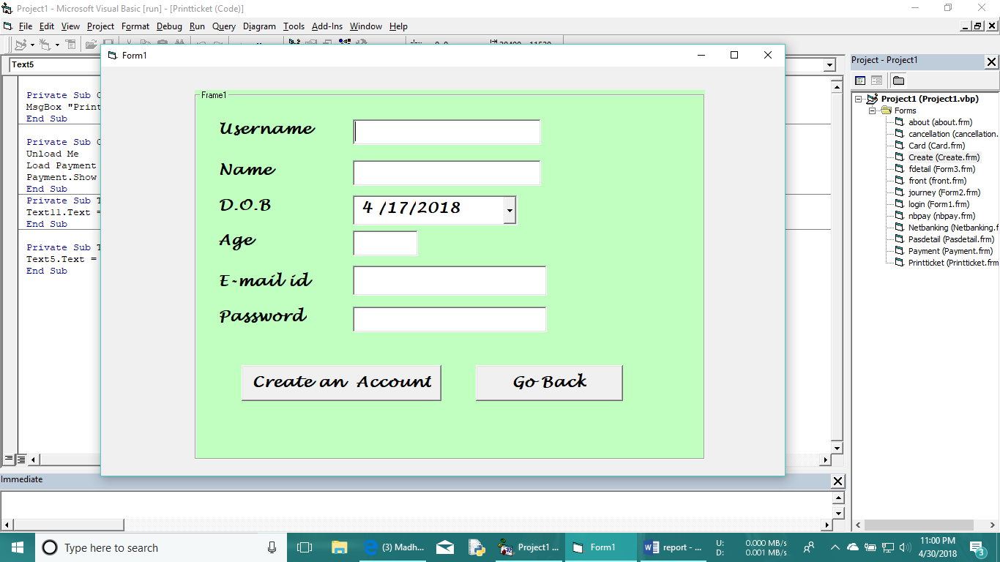 Project1 - Microsoft Visual Basic [run] - [Printticket (Code)]
File Edit View Project Format Debug Run Query Diagram Tools Add-Ins Window Help
Form1
Text5
Private Sub
MsgBox "Print
End Sub
Private Sub
Unload Me
Load Payment
Payment.Show
End Sub
Private Sub T
Text11.Text =
End Sub
Private Sub T
Text5.Text =
End Sub
Frame1
Username
Name
D.O.B 4 /17/2018
Age
E-mail id
Password
Create an Account Go Back
Project - Project1
Project1 (Project1.vbp)
Forms
about (about.frm)
cancellation (cancellation.
Card (Card.frm)
Create (Create.frm)
fdetail (Form3.frm)
front (front.frm)
journey (Form2.frm)
login (Form1.frm)
nbpay (nbpay.frm)
Netbanking (Netbanking.f
Pasdetail (Pasdetail.frm)
Payment (Payment.frm)
Printticket (Printticket.frm
Immediate
Type here to search
(3) Madh...
Project1 ...
Form1
report - ...
U: 0.000 MB/s
D: 0.001 MB/s
11:00 PM
4/30/2018
3